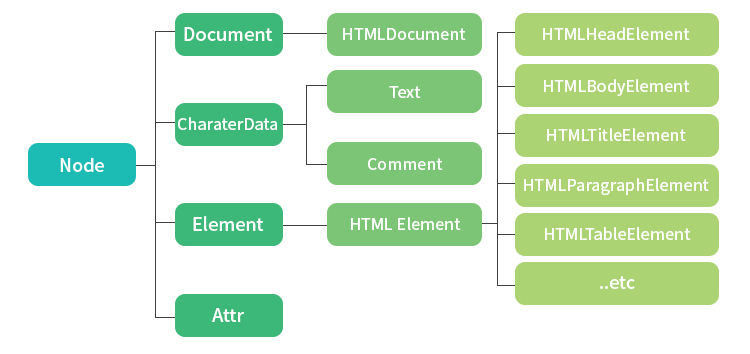 Node
Document
CharaterData
Element
Attr
HTMLDocument
Text
Comment
HTML Element
HTMLHeadElement
HTMLBodyElement
HTMLTitleElement
HTMLParagraphElement
HTMLTableElement
..etc